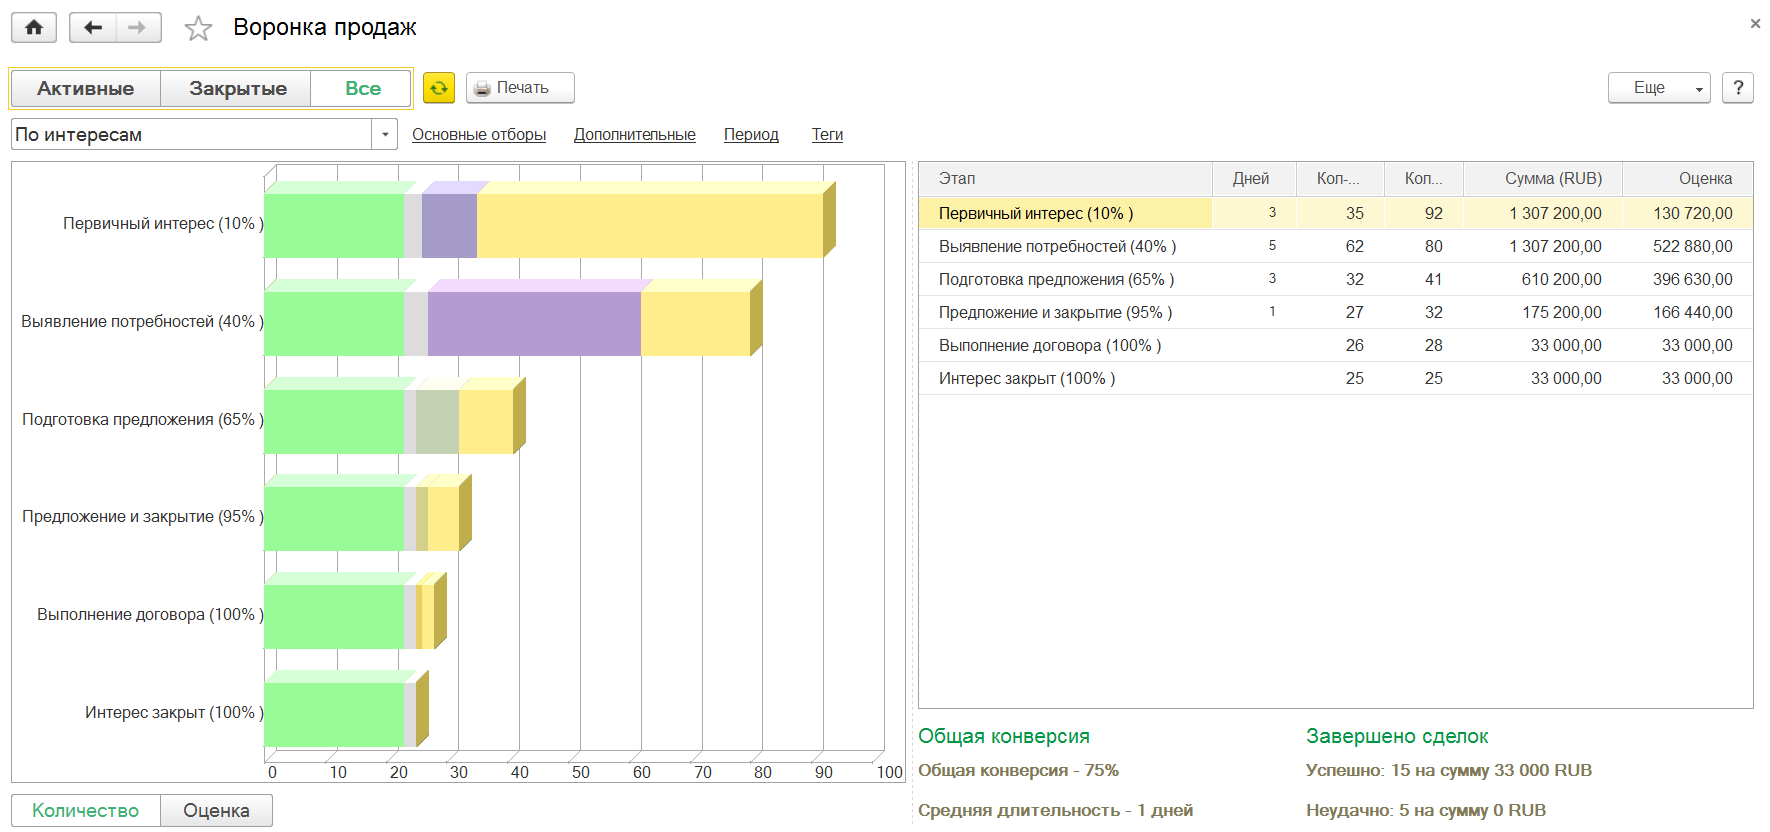 Воронка продаж
Активные Закрытые Все Печать Еще ?
По интересам Основные отборы Дополнительные Период Теги
Первичный интерес (10% )
Выявление потребностей (40% )
Подготовка предложения (65% )
Предложение и закрытие (95% )
Выполнение договора (100% )
Интерес закрыт (100% )
0 10 20 30 40 50 60 70 80 90 100
Количество Оценка
Этап Дней Кол-... Кол... Сумма (RUB) Оценка
Первичный интерес (10% ) 3 35 92 1 307 200,00 130 720,00
Выявление потребностей (40% ) 5 62 80 1 307 200,00 522 880,00
Подготовка предложения (65% ) 3 32 41 610 200,00 396 630,00
Предложение и закрытие (95% ) 1 27 32 175 200,00 166 440,00
Выполнение договора (100% ) 26 28 33 000,00 33 000,00
Интерес закрыт (100% ) 25 25 33 000,00 33 000,00
Общая конверсия Завершено сделок
Общая конверсия - 75% Успешно: 15 на сумму 33 000 RUB
Средняя длительность - 1 дней Неудачно: 5 на сумму 0 RUB